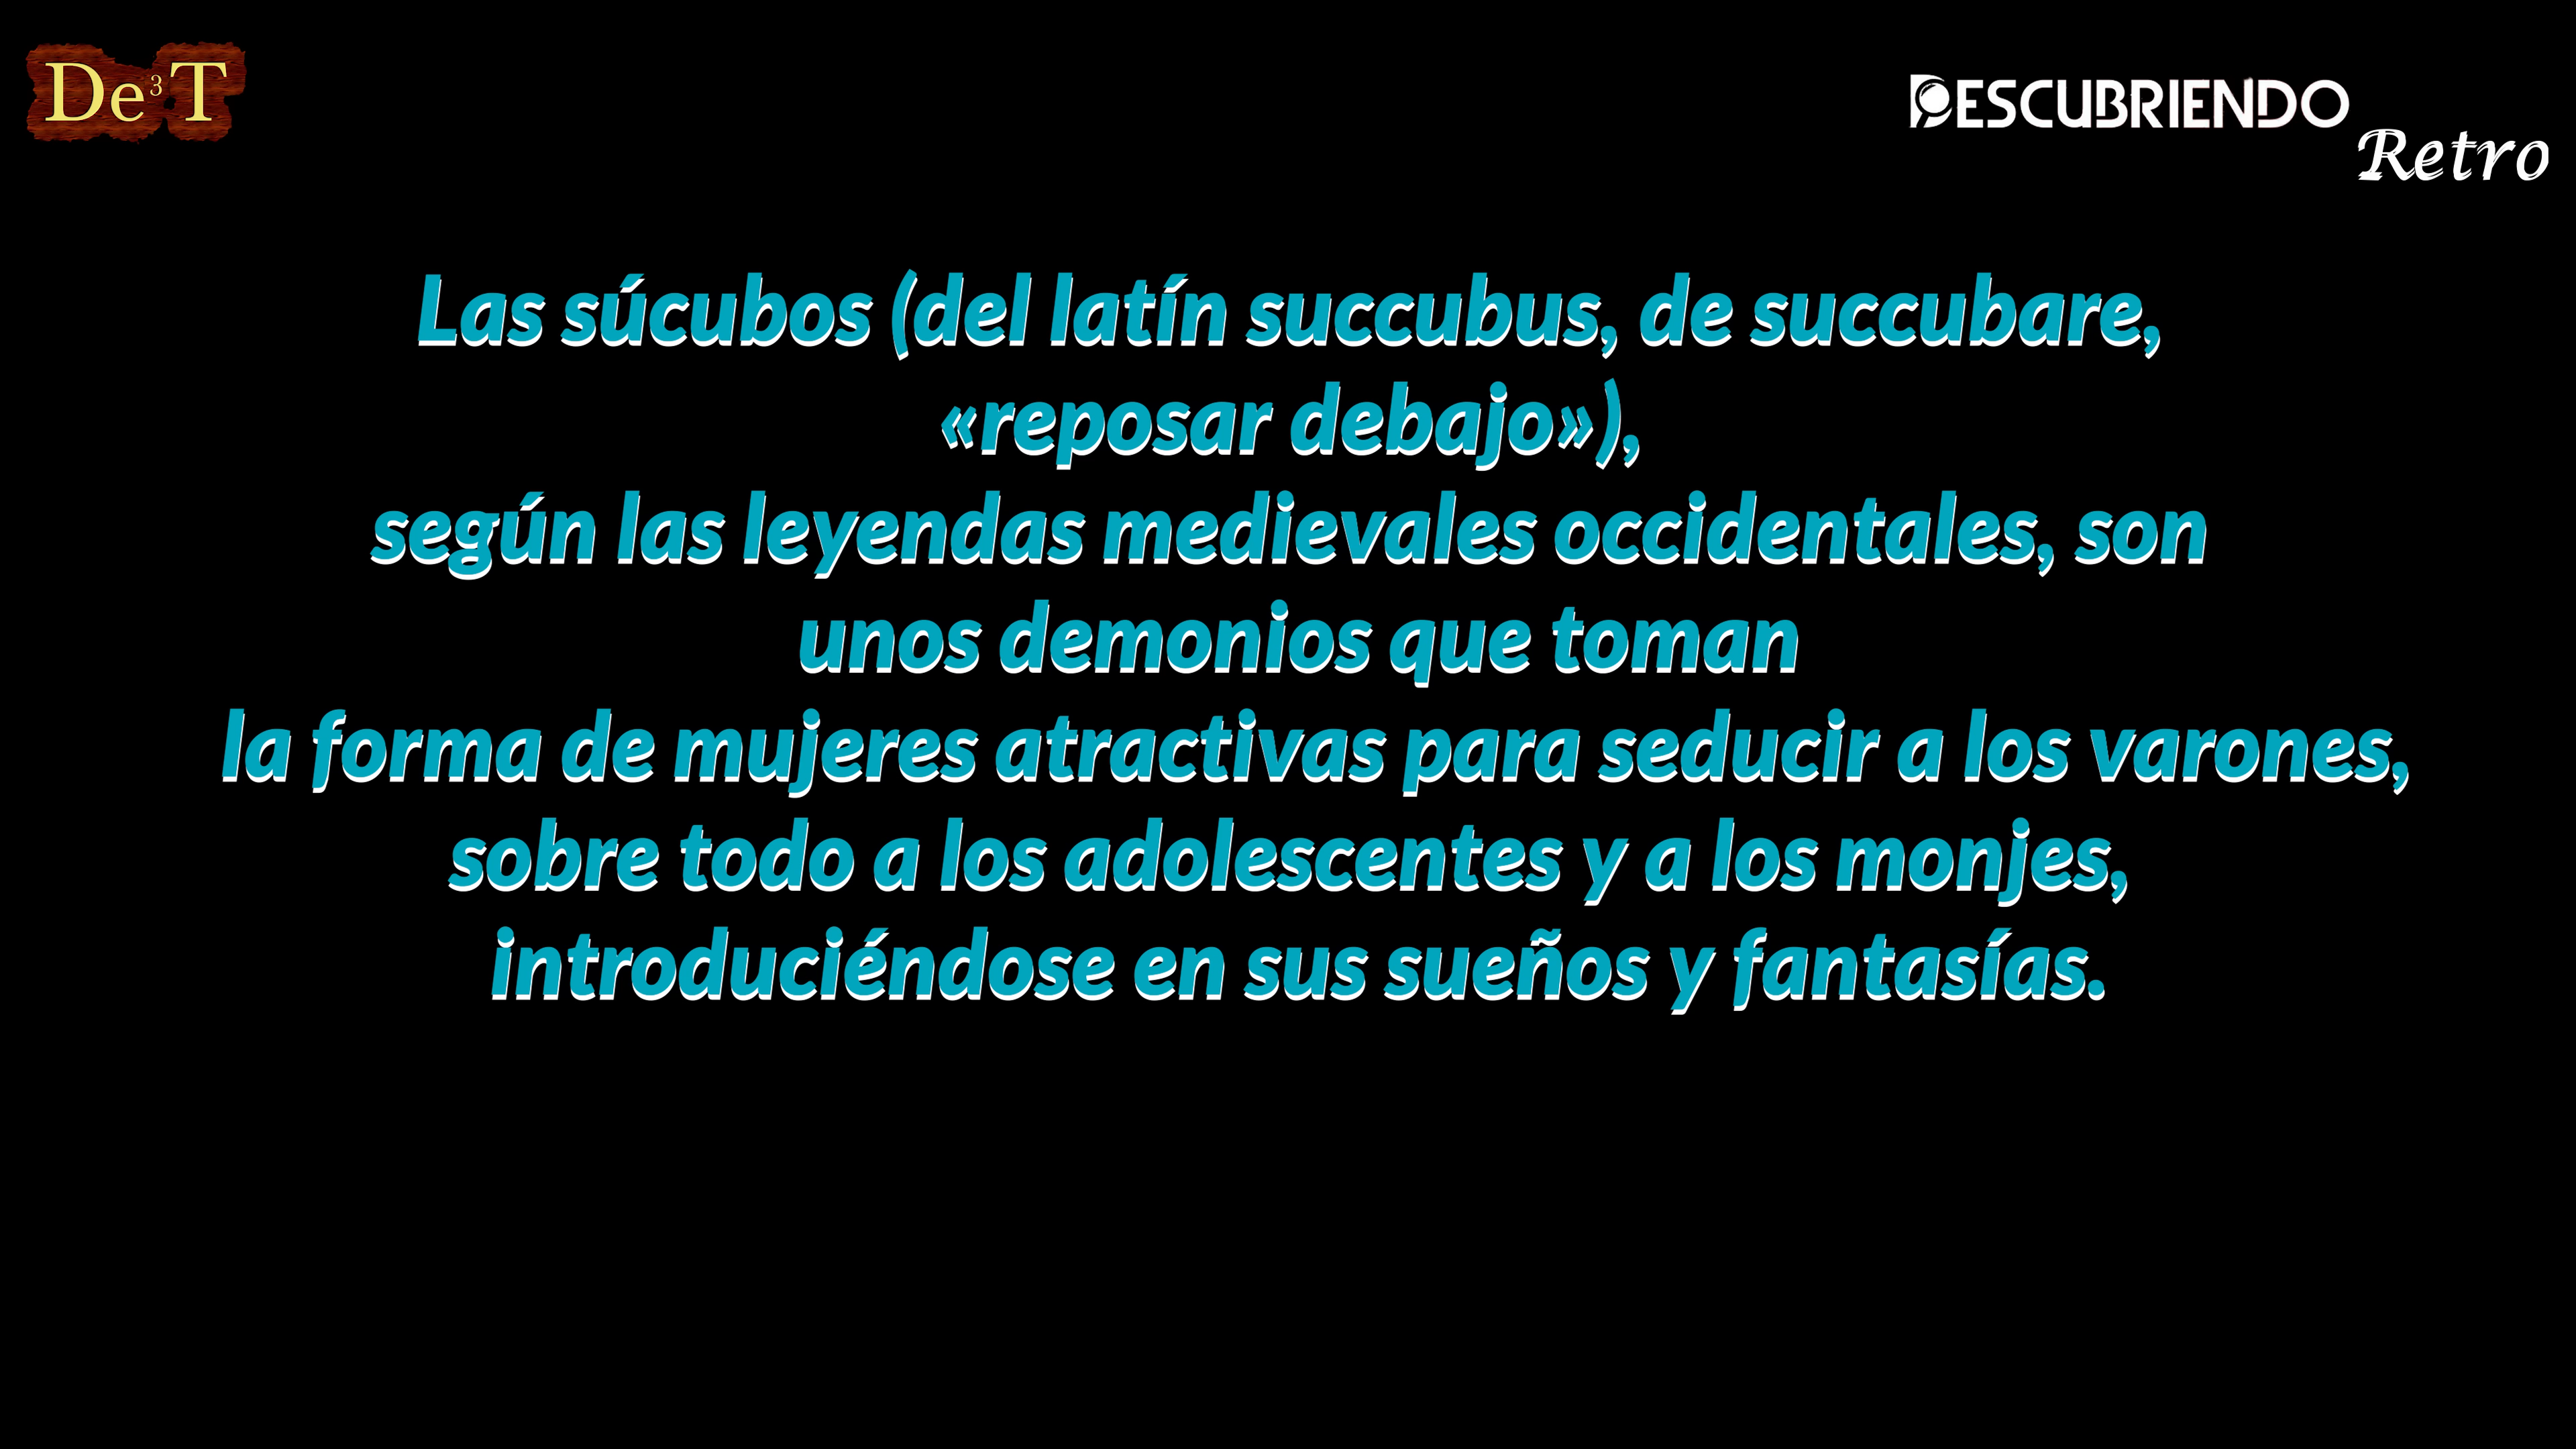 De³T
DESCUBRIENDO
Retro
Las súcubos (del latín succubus, de succubare,
«reposar debajo»),
según las leyendas medievales occidentales, son
unos demonios que toman
la forma de mujeres atractivas para seducir a los varones,
sobre todo a los adolescentes y a los monjes,
introduciéndose en sus sueños y fantasías.